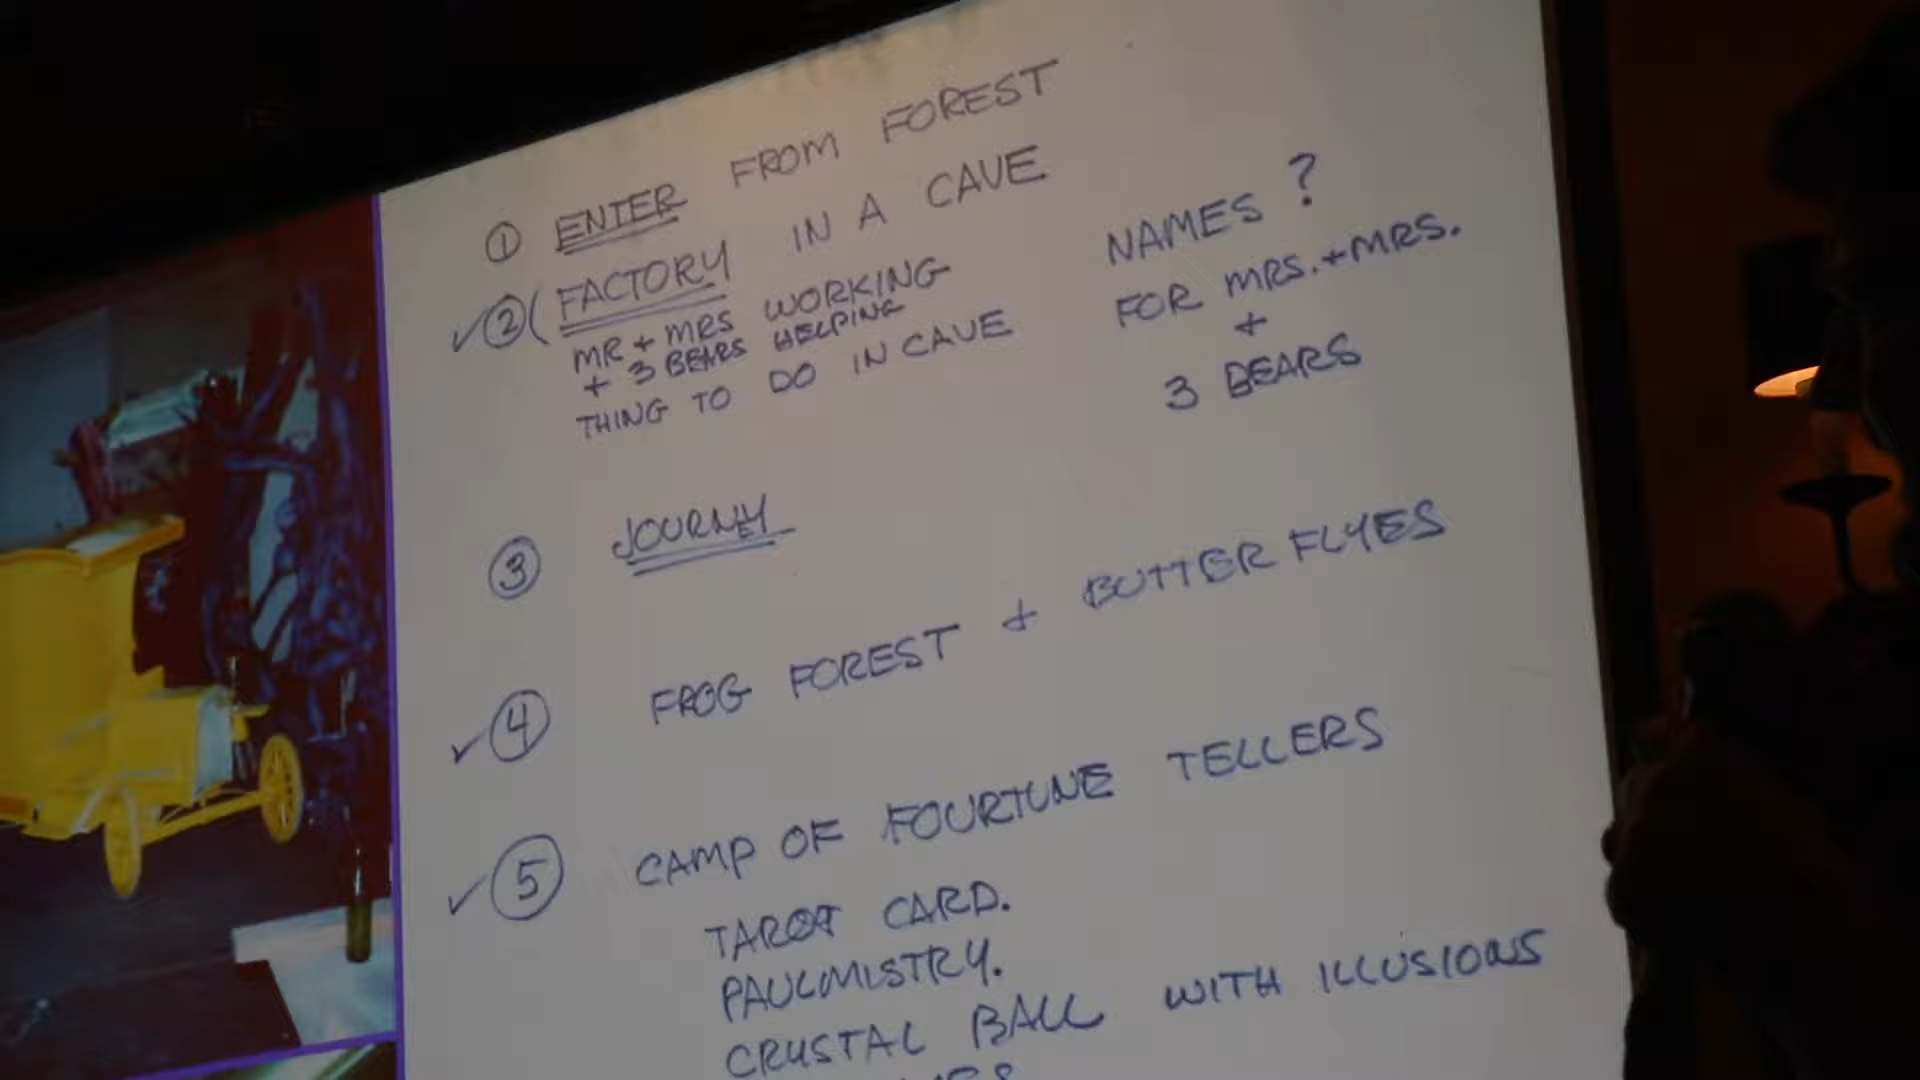 ① ENTER FROM FOREST
✓ ② ( FACTORY IN A CAVE
MR + MRS WORKING
+ 3 BEARS HELPING
THING TO DO IN CAVE
NAMES ?
FOR MRS. + MRS.
+
3 BEARS
③ JOURNEY
✓ ④ FROG FOREST + BUTTER FLYES
✓ ⑤ CAMP OF FOURTUNE TELLERS
TAROT CARD.
PAULMISTRY.
CRYSTAL BALL WITH ILLUSIONS